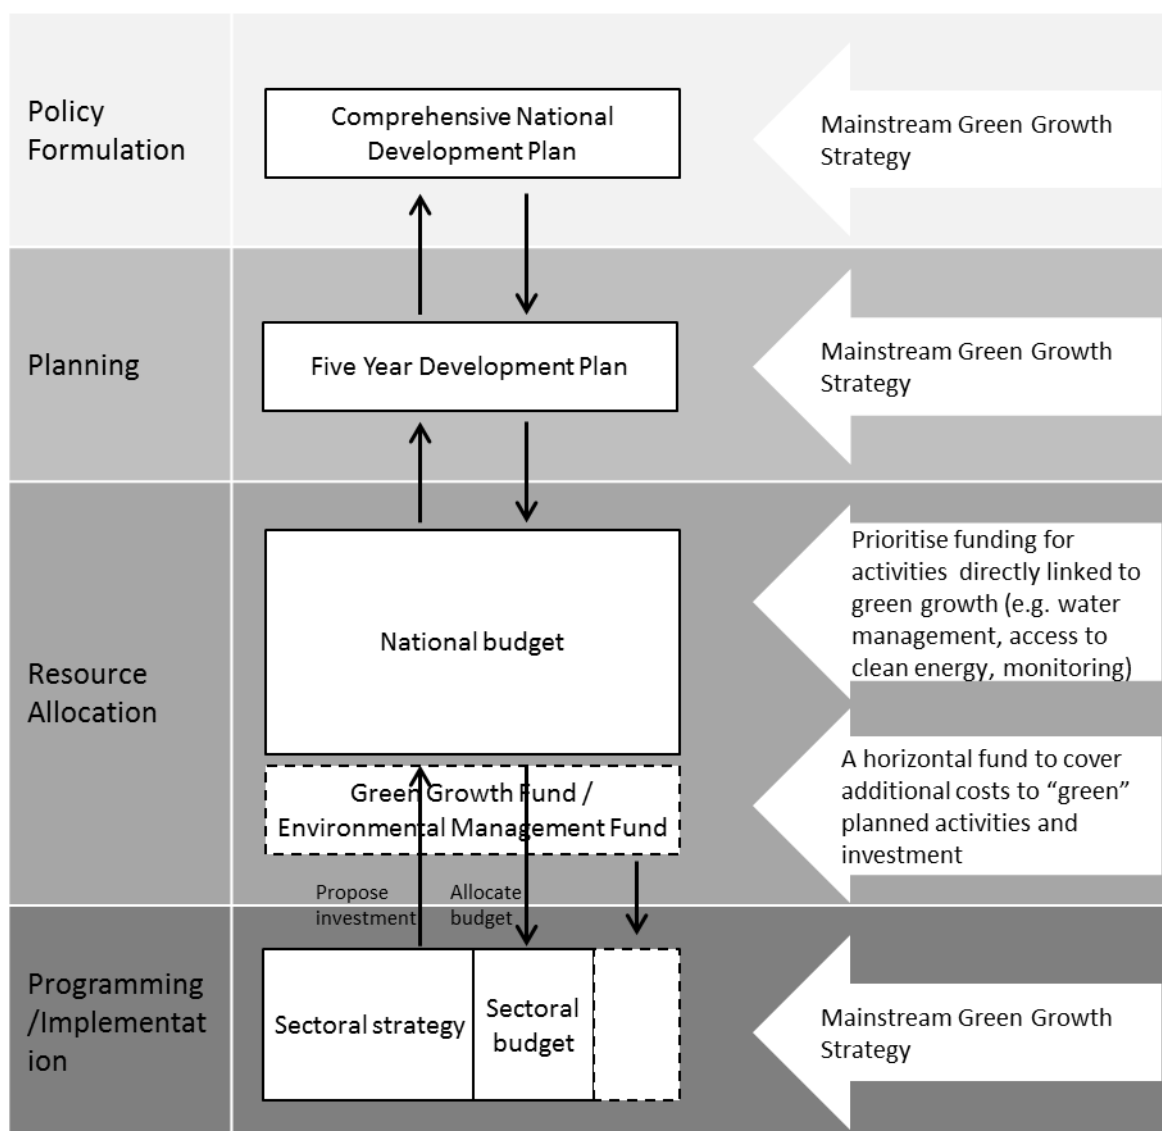 Policy
Formulation
Comprehensive National
Development Plan
Mainstream Green Growth
Strategy
Planning
Five Year Development Plan
Mainstream Green Growth
Strategy
Resource
Allocation
National budget
Prioritise funding for
activities directly linked to
green growth (e.g. water
management, access to
clean energy, monitoring)
Green Growth Fund /
Environmental Management Fund
A horizontal fund to cover
additional costs to “green”
planned activities and
investment
Propose
investment
Allocate
budget
Programming
/Implementat
ion
Sectoral strategy
Sectoral
budget
Mainstream Green Growth
Strategy